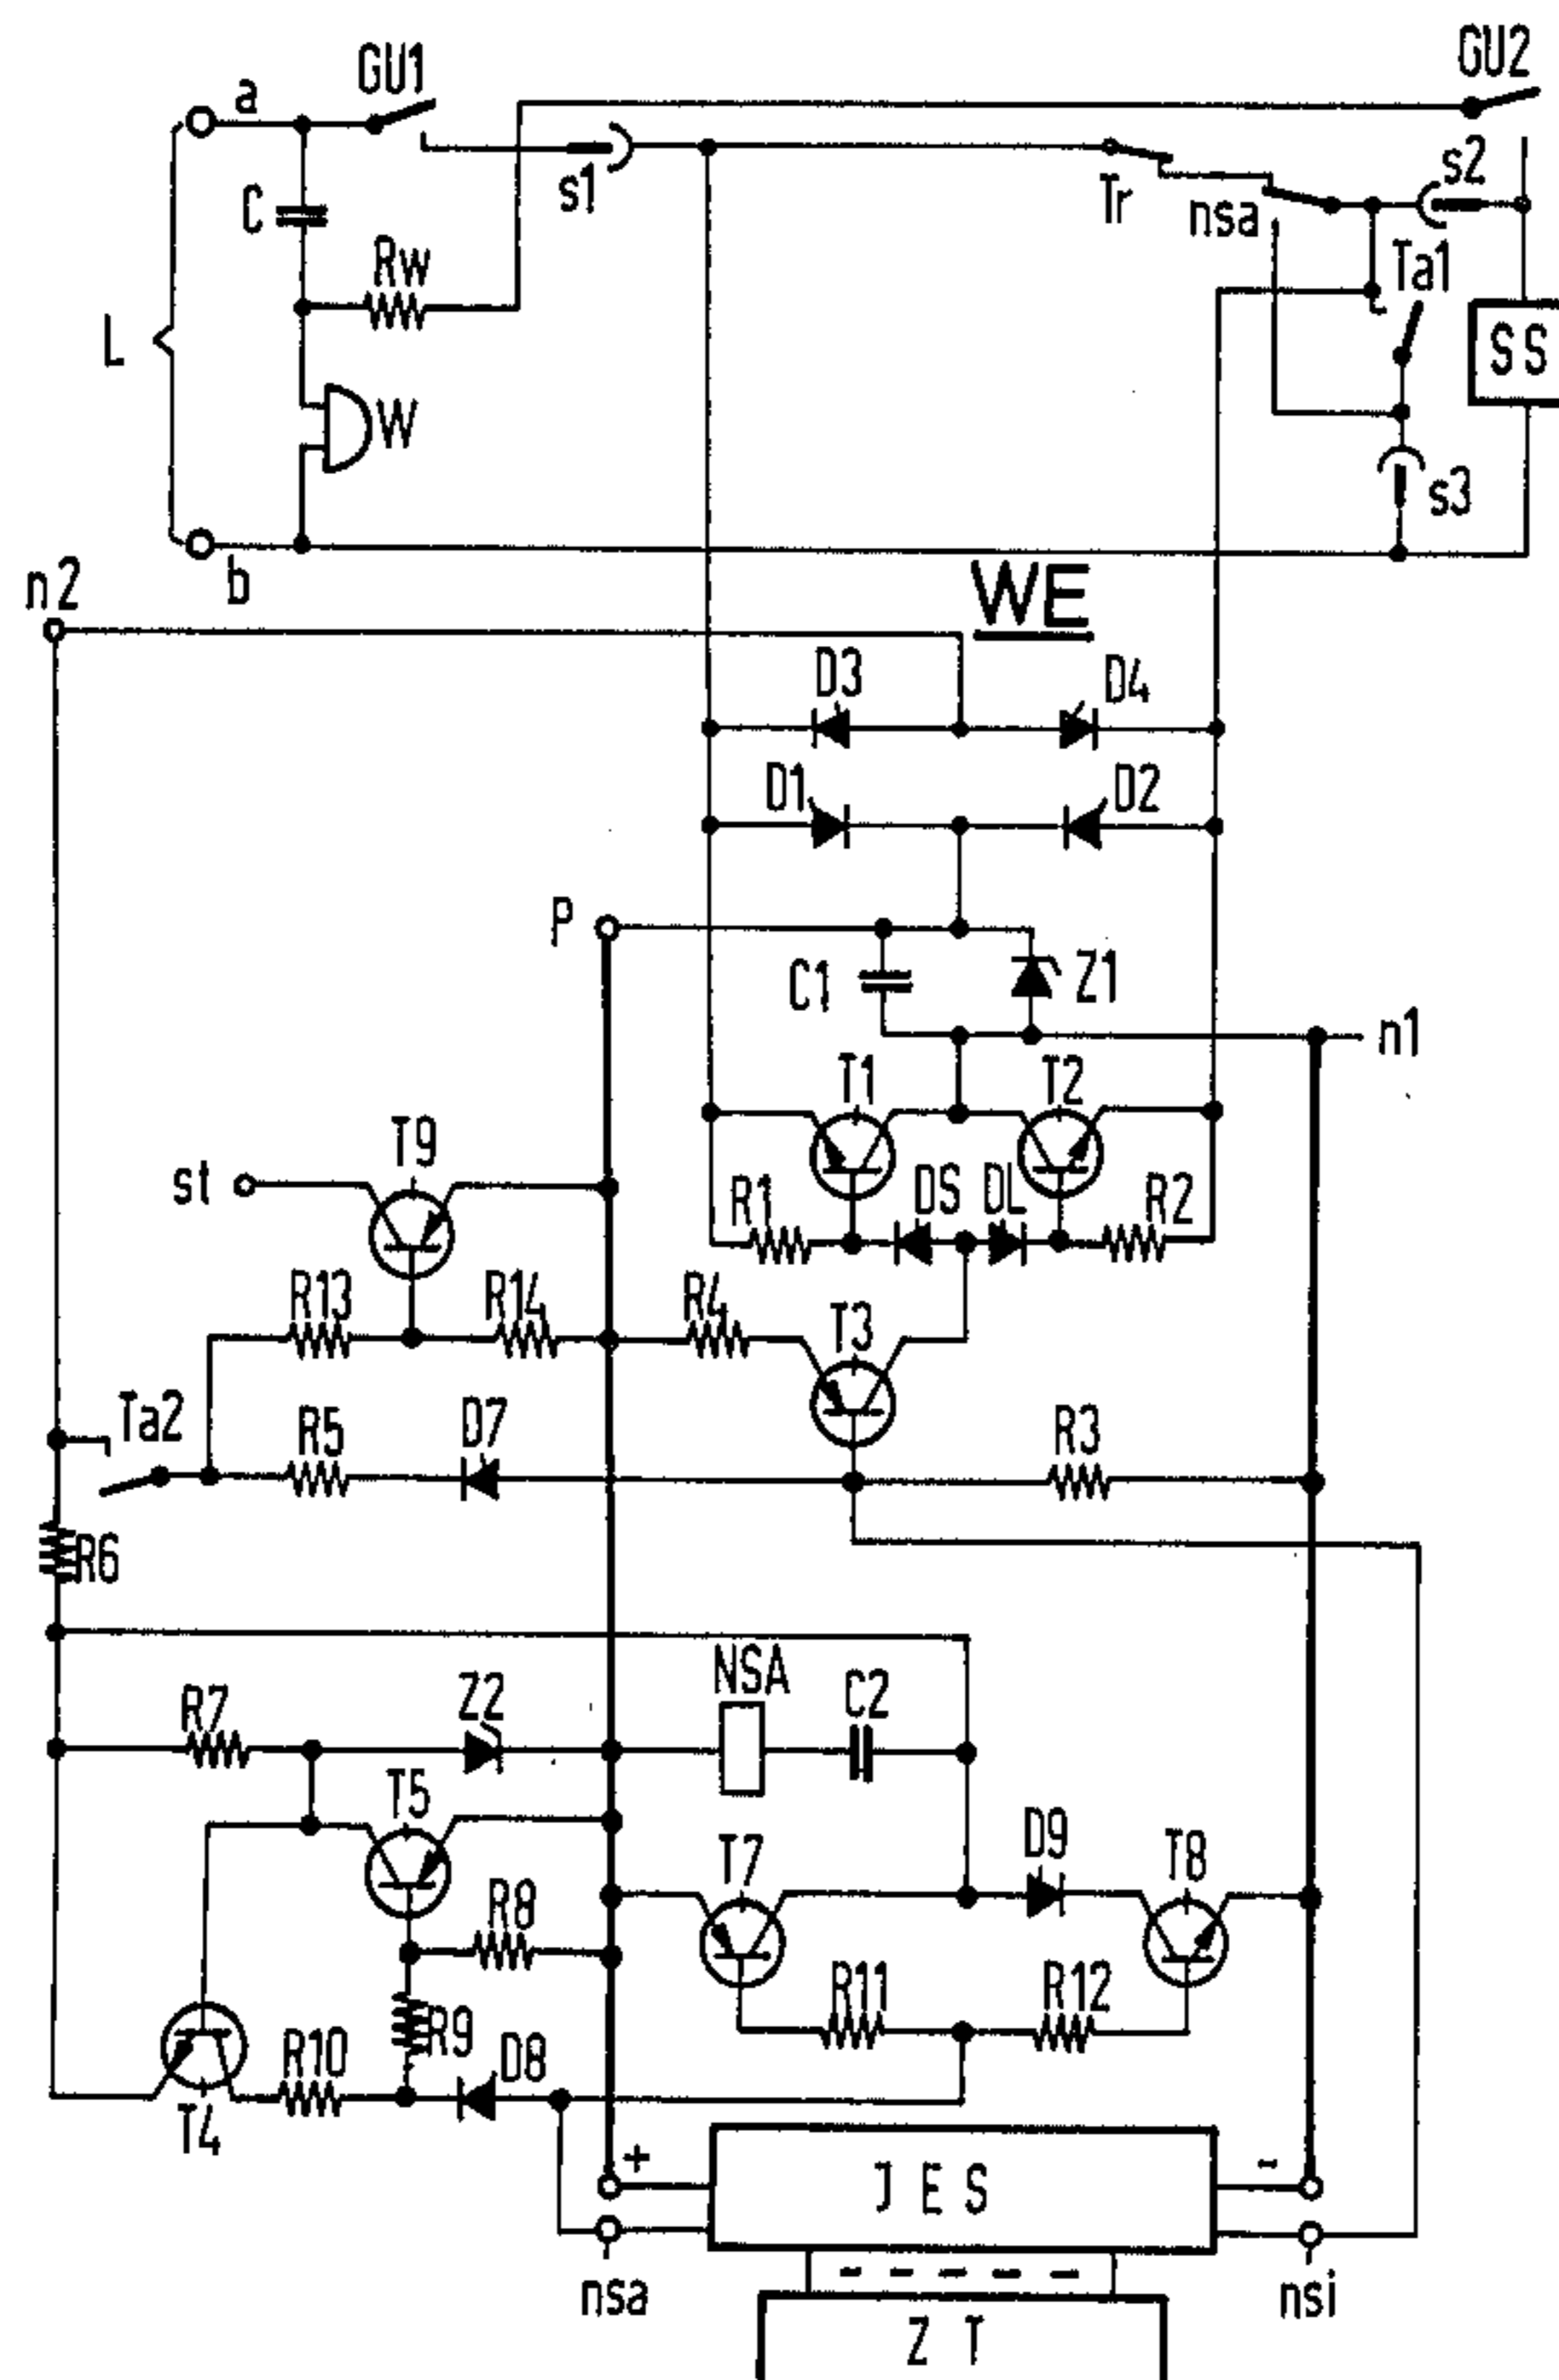 GU1
GU2
a
s1
s2
C
Tr
nsa
Ta1
Rw
L
SS
W
s3
b
n2
WE
D3
D4
D1
D2
P
C1
Z1
n1
T1
T2
T9
st
R1
DS
DL
R2
R13
R14
R4
T3
Ta2
R5
D7
R3
R6
NSA
R7
Z2
C2
T5
D9
T7
T8
R8
R11
R12
R9
R10
D8
T4
+
-
JES
nsa
nsi
ZT